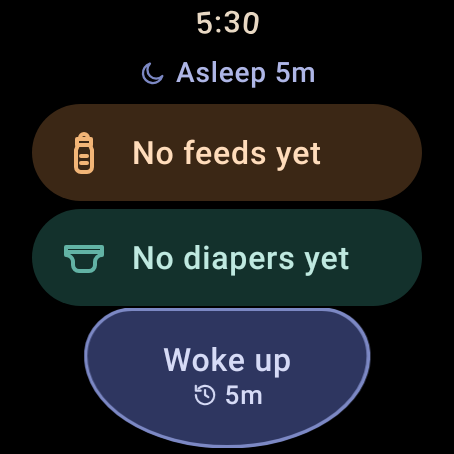 5:30
Asleep 5m
No feeds yet
No diapers yet
Woke up
5m